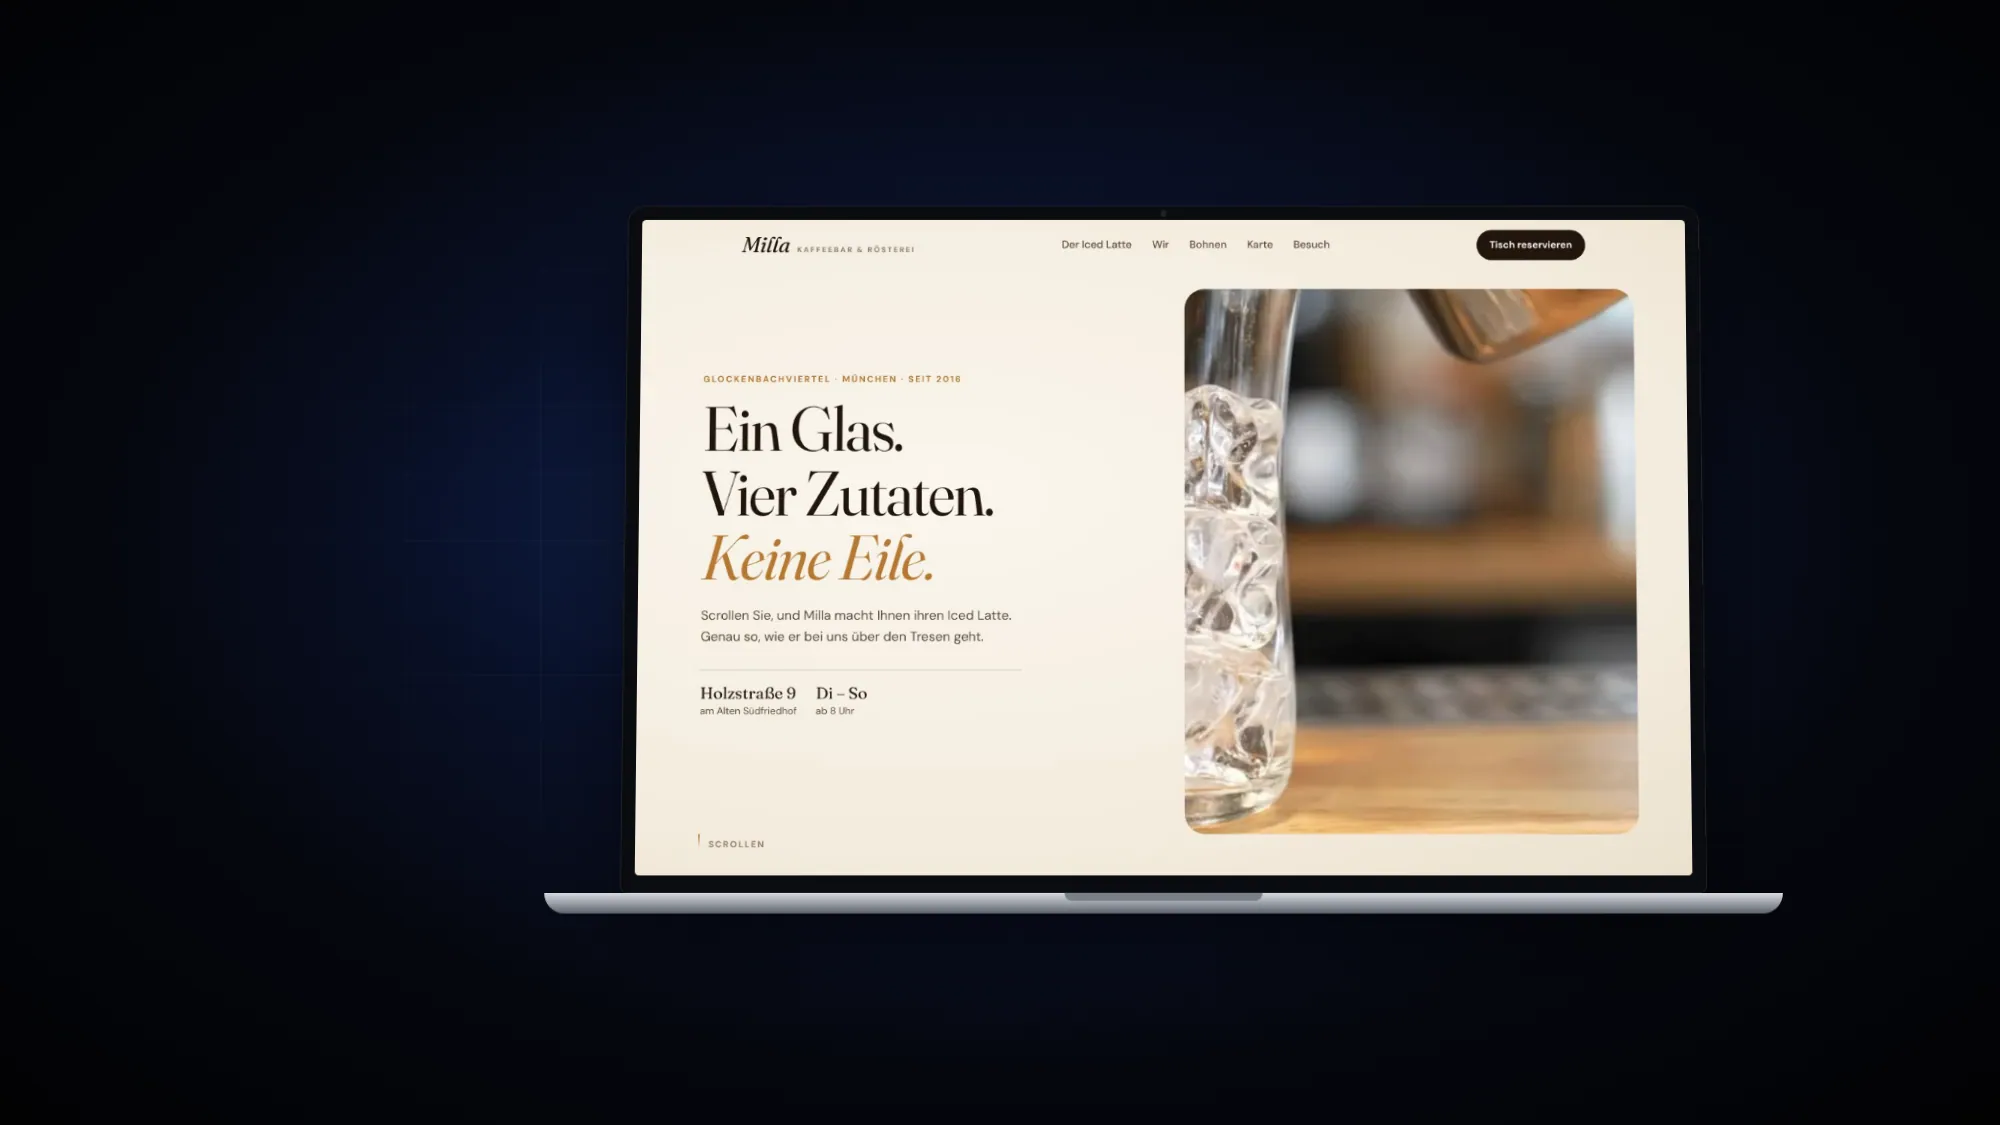 Milla KAFFEEBAR & RÖSTEREI
Der Iced Latte Wir Bohnen Karte Besuch
Tisch reservieren
GLOCKENBACHVIERTEL · MÜNCHEN · SEIT 2016
Ein Glas.
Vier Zutaten.
Keine Eile.
Scrollen Sie, und Milla macht Ihnen ihren Iced Latte.
Genau so, wie er bei uns über den Tresen geht.
Holzstraße 9 Di – So
am Alten Südfriedhof ab 8 Uhr
SCROLLEN